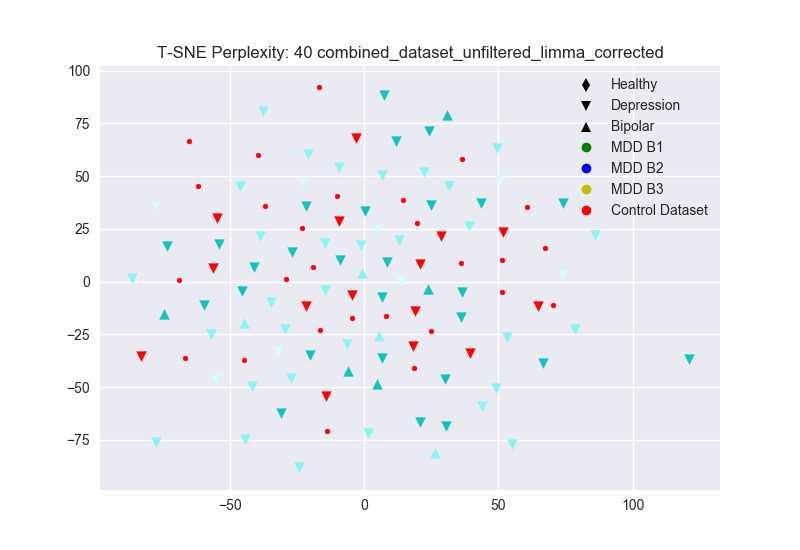 T-SNE Perplexity: 40 combined_dataset_unfiltered_limma_corrected
100
75
50
25
0
−25
−50
−75
−50
0
50
100
Healthy
Depression
Bipolar
MDD B1
MDD B2
MDD B3
Control Dataset